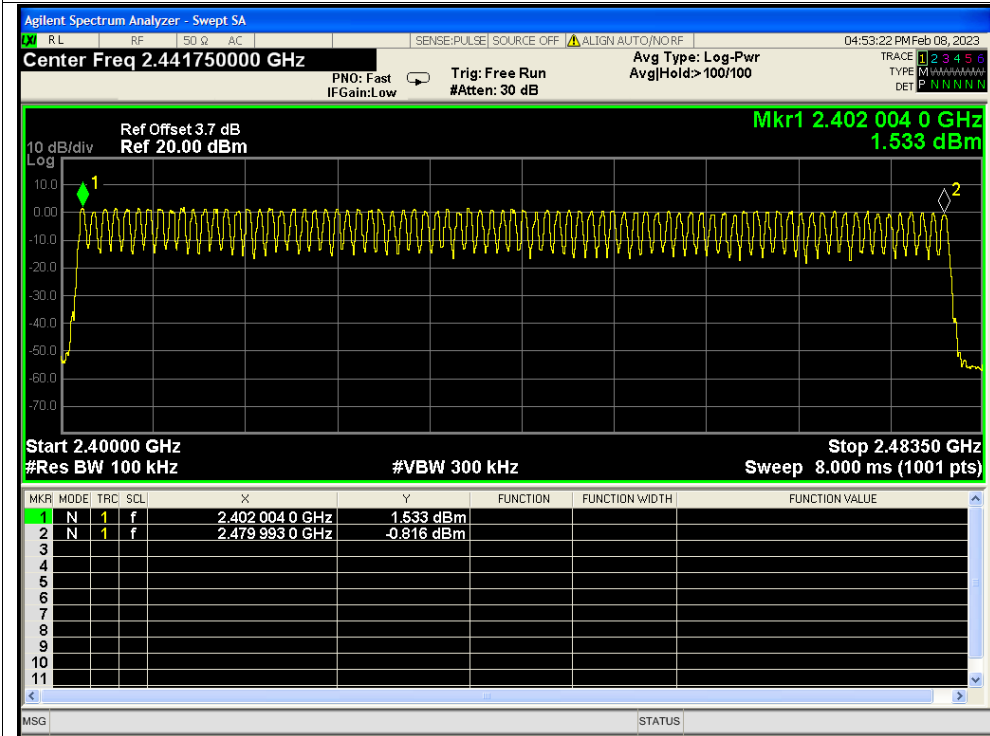 Agilent Spectrum Analyzer - Swept SA
LXI RL RF 50 Ω AC SENSE:PULSE SOURCE OFF ALIGN AUTO/NO RF 04:53:22 PM Feb 08, 2023
Center Freq 2.441750000 GHz
PNO: Fast
IFGain:Low
Trig: Free Run
#Atten: 30 dB
Avg Type: Log-Pwr
Avg|Hold:>100/100
TRACE 1 2 3 4 5 6
TYPE M WWWWW
DET P N N N N N
Mkr1 2.402 004 0 GHz
1.533 dBm
Ref Offset 3.7 dB
10 dB/div Ref 20.00 dBm
Log
10.0
0.00
-10.0
-20.0
-30.0
-40.0
-50.0
-60.0
-70.0
1
2
Start 2.40000 GHz Stop 2.48350 GHz
#Res BW 100 kHz #VBW 300 kHz Sweep 8.000 ms (1001 pts)
MKR MODE TRC SCL X Y FUNCTION FUNCTION WIDTH FUNCTION VALUE
1 N 1 f 2.402 004 0 GHz 1.533 dBm
2 N 1 f 2.479 993 0 GHz -0.816 dBm
3
4
5
6
7
8
9
10
11
MSG STATUS